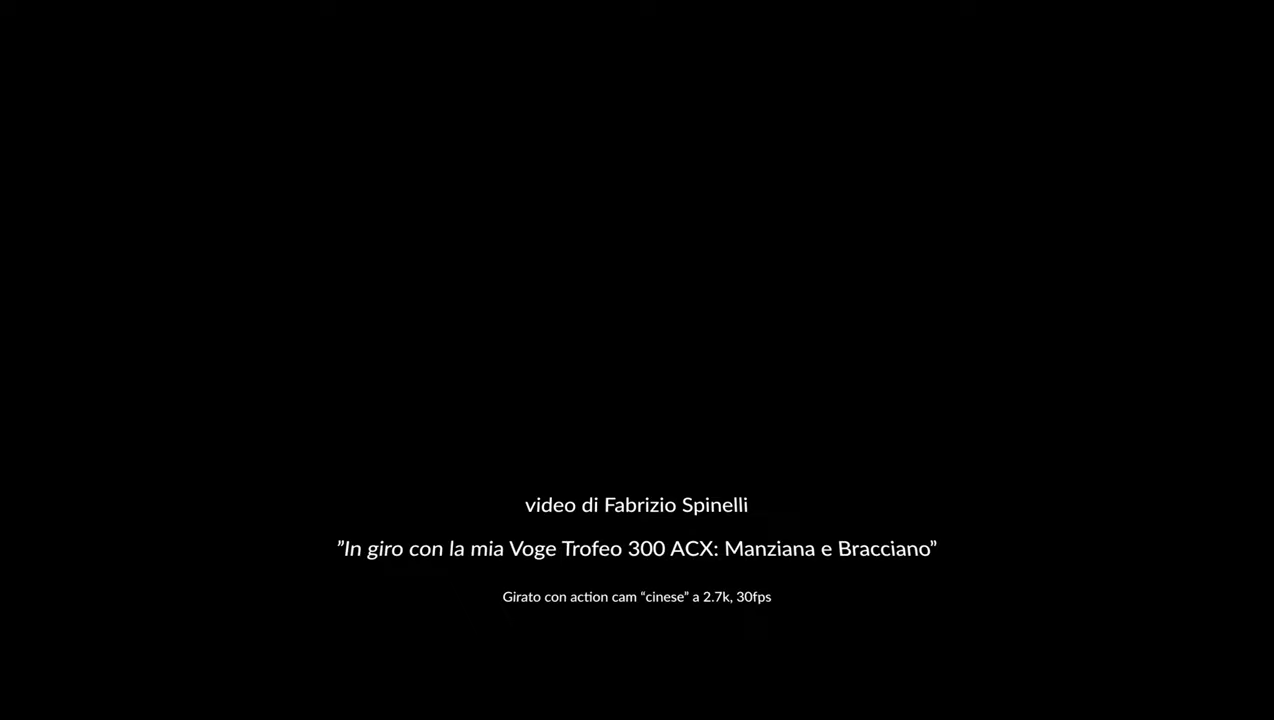 video di Fabrizio Spinelli
”In giro con la mia Voge Trofeo 300 ACX: Manziana e Bracciano”
Girato con action cam “cinese” a 2.7k, 30fps